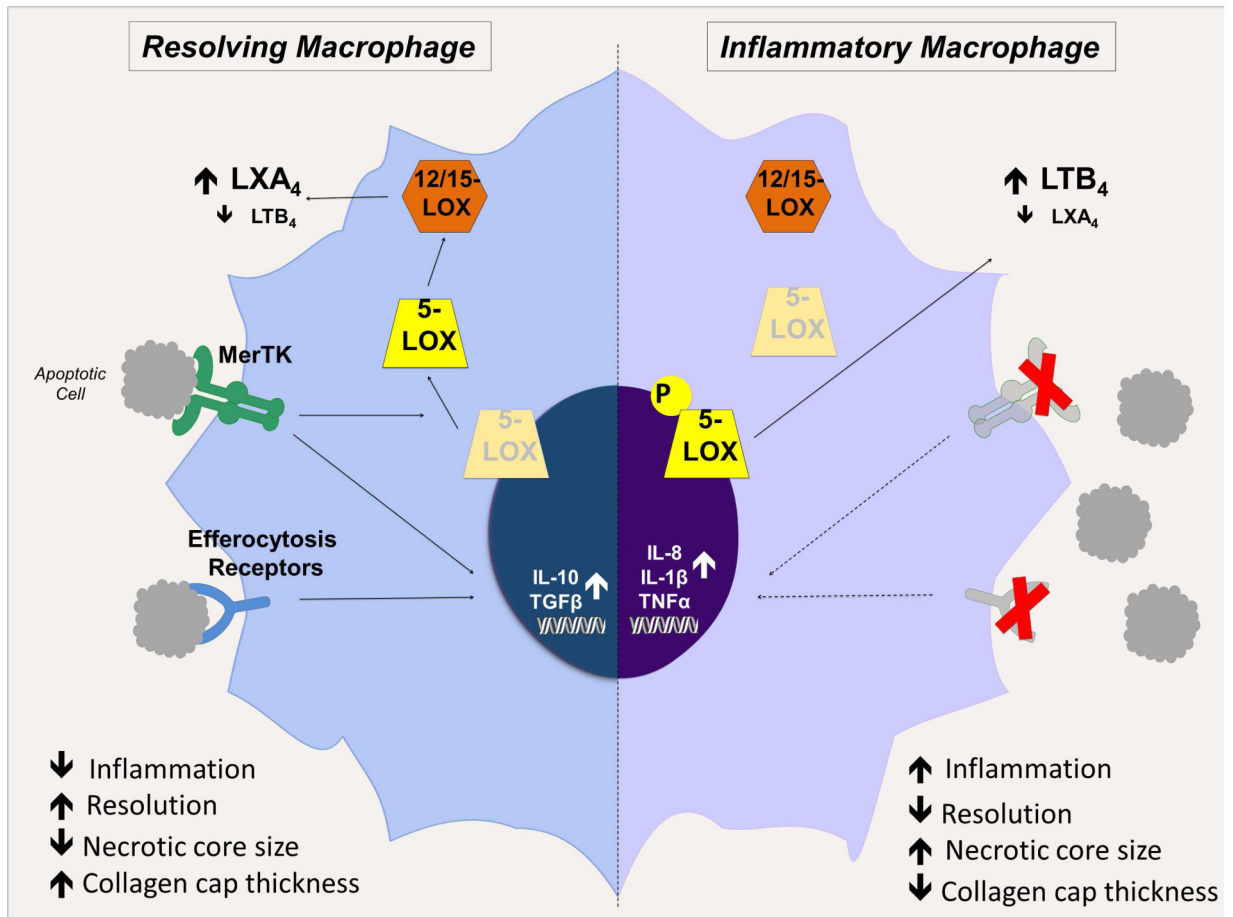 Resolving Macrophage
↑ LXA₄
↓ LTB₄
12/15-
LOX
5-
LOX
MerTK
Apoptotic
Cell
5-
LOX
Efferocytosis
Receptors
IL-10 ↑
TGFβ
↓ Inflammation
↑ Resolution
↓ Necrotic core size
↑ Collagen cap thickness
Inflammatory Macrophage
12/15-
LOX
↑ LTB₄
↓ LXA₄
5-
LOX
P
5-
LOX
IL-8
IL-1β ↑
TNFα
↑ Inflammation
↓ Resolution
↑ Necrotic core size
↓ Collagen cap thickness